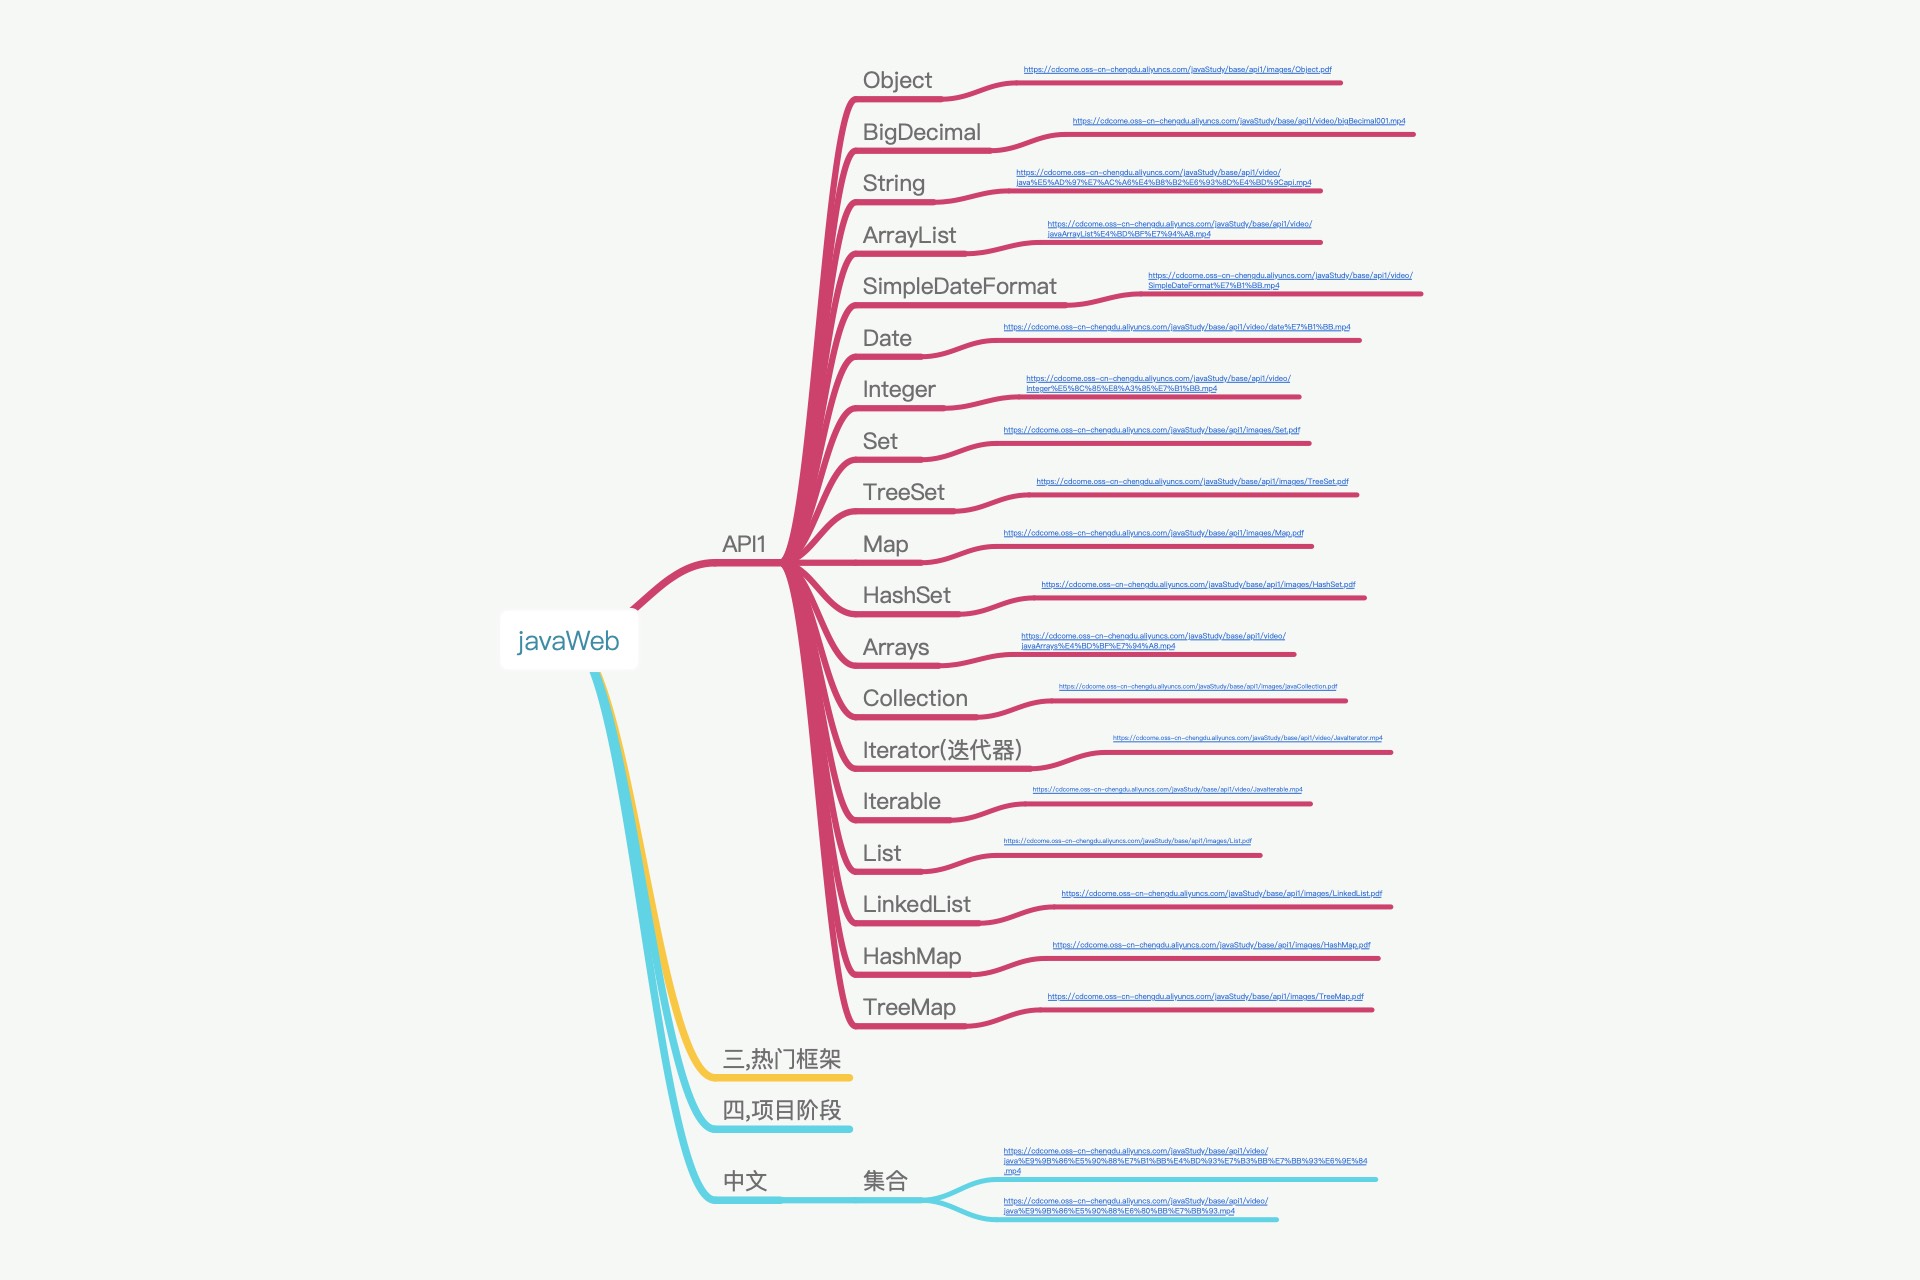 javaWeb
API1
Object
https://cdcome.oss-cn-chengdu.aliyuncs.com/javaStudy/base/api1/images/Object.pdf
BigDecimal
https://cdcome.oss-cn-chengdu.aliyuncs.com/javaStudy/base/api1/video/bigBecimal001.mp4
String
https://cdcome.oss-cn-chengdu.aliyuncs.com/javaStudy/base/api1/video/
java%E5%AD%97%E7%AC%A6%E4%B8%B2%E6%93%8D%E4%BD%9Capi.mp4
ArrayList
https://cdcome.oss-cn-chengdu.aliyuncs.com/javaStudy/base/api1/video/
javaArrayList%E4%BD%BF%E7%94%A8.mp4
SimpleDateFormat
https://cdcome.oss-cn-chengdu.aliyuncs.com/javaStudy/base/api1/video/
SimpleDateFormat%E7%B1%BB.mp4
Date
https://cdcome.oss-cn-chengdu.aliyuncs.com/javaStudy/base/api1/video/date%E7%B1%BB.mp4
Integer
https://cdcome.oss-cn-chengdu.aliyuncs.com/javaStudy/base/api1/video/
Integer%E5%8C%85%E8%A3%85%E7%B1%BB.mp4
Set
https://cdcome.oss-cn-chengdu.aliyuncs.com/javaStudy/base/api1/images/Set.pdf
TreeSet
https://cdcome.oss-cn-chengdu.aliyuncs.com/javaStudy/base/api1/images/TreeSet.pdf
Map
https://cdcome.oss-cn-chengdu.aliyuncs.com/javaStudy/base/api1/images/Map.pdf
HashSet
https://cdcome.oss-cn-chengdu.aliyuncs.com/javaStudy/base/api1/images/HashSet.pdf
Arrays
https://cdcome.oss-cn-chengdu.aliyuncs.com/javaStudy/base/api1/video/
javaArrays%E4%BD%BF%E7%94%A8.mp4
Collection
https://cdcome.oss-cn-chengdu.aliyuncs.com/javaStudy/base/api1/images/javaCollection.pdf
Iterator(迭代器)
https://cdcome.oss-cn-chengdu.aliyuncs.com/javaStudy/base/api1/video/JavaIterator.mp4
Iterable
https://cdcome.oss-cn-chengdu.aliyuncs.com/javaStudy/base/api1/video/JavaIterable.mp4
List
https://cdcome.oss-cn-chengdu.aliyuncs.com/javaStudy/base/api1/images/List.pdf
LinkedList
https://cdcome.oss-cn-chengdu.aliyuncs.com/javaStudy/base/api1/images/LinkedList.pdf
HashMap
https://cdcome.oss-cn-chengdu.aliyuncs.com/javaStudy/base/api1/images/HashMap.pdf
TreeMap
https://cdcome.oss-cn-chengdu.aliyuncs.com/javaStudy/base/api1/images/TreeMap.pdf
三,热门框架
四,项目阶段
中文
集合
https://cdcome.oss-cn-chengdu.aliyuncs.com/javaStudy/base/api1/video/
java%E9%9B%86%E5%90%88%E7%B1%BB%E4%BD%93%E7%B3%BB%E7%BB%93%E6%9E%84
.mp4
https://cdcome.oss-cn-chengdu.aliyuncs.com/javaStudy/base/api1/video/
java%E9%9B%86%E5%90%88%E6%80%BB%E7%BB%93.mp4